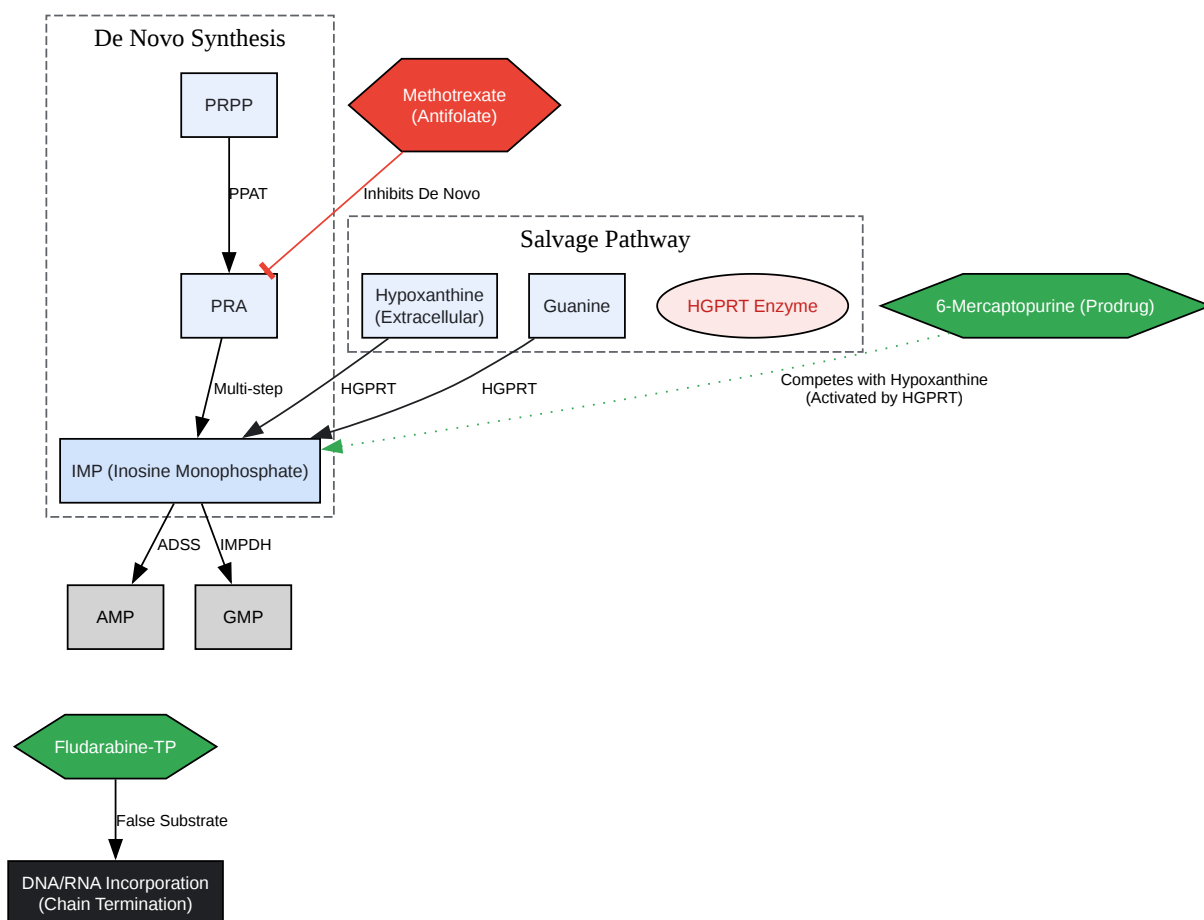 De Novo Synthesis
PRPP
Methotrexate
(Antifolate)
PPAT
Inhibits De Novo
Salvage Pathway
PRA
Hypoxanthine
(Extracellular)
Guanine
HGPRT Enzyme
6-Mercaptopurine (Prodrug)
Multi-step
HGPRT
HGPRT
Competes with Hypoxanthine
(Activated by HGPRT)
IMP (Inosine Monophosphate)
ADSS
IMPDH
AMP
GMP
Fludarabine-TP
False Substrate
DNA/RNA Incorporation
(Chain Termination)